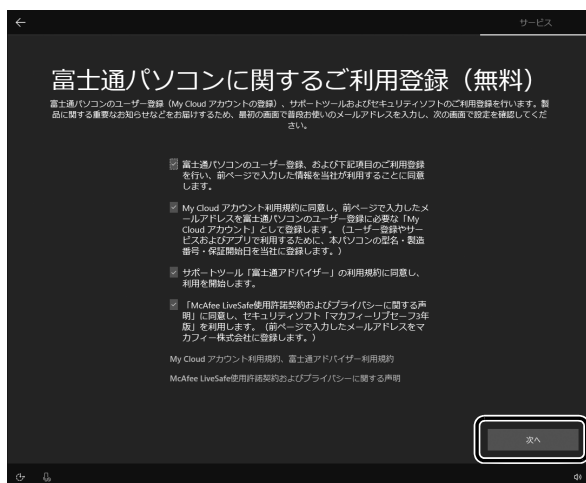 サービス
富士通パソコンに関するご利用登録（無料）
富士通パソコンのユーザー登録（My Cloud アカウントの登録）、サポートツールおよびセキュリティソフトのご利用登録を行います。製
品に関する重要なお知らせなどをお届けするため、最初の画面で普段お使いのメールアドレスを入力し、次の画面で設定を確認してくだ
さい。
富士通パソコンのユーザー登録、および下記項目のご利用登録
を行い、前ページで入力した情報を当社が利用することに同意
します。
My Cloud アカウント利用規約に同意し、前ページで入力したメ
ールアドレスを富士通パソコンのユーザー登録に必要な「My
Cloud アカウント」として登録します。（ユーザー登録やサー
ビスおよびアプリで利用するために、本パソコンの型名・製造
番号・保証開始日を当社に登録します。）
サポートツール「富士通アドバイザー」の利用規約に同意し、
利用を開始します。
「McAfee LiveSafe使用許諾契約およびプライバシーに関する声
明」に同意し、セキュリティソフト「マカフィーリブセーフ3年
版」を利用します。（前ページで入力したメールアドレスをマ
カフィー株式会社に登録します。）
My Cloud アカウント利用規約、富士通アドバイザー利用規約
McAfee LiveSafe使用許諾契約およびプライバシーに関する声明
次へ